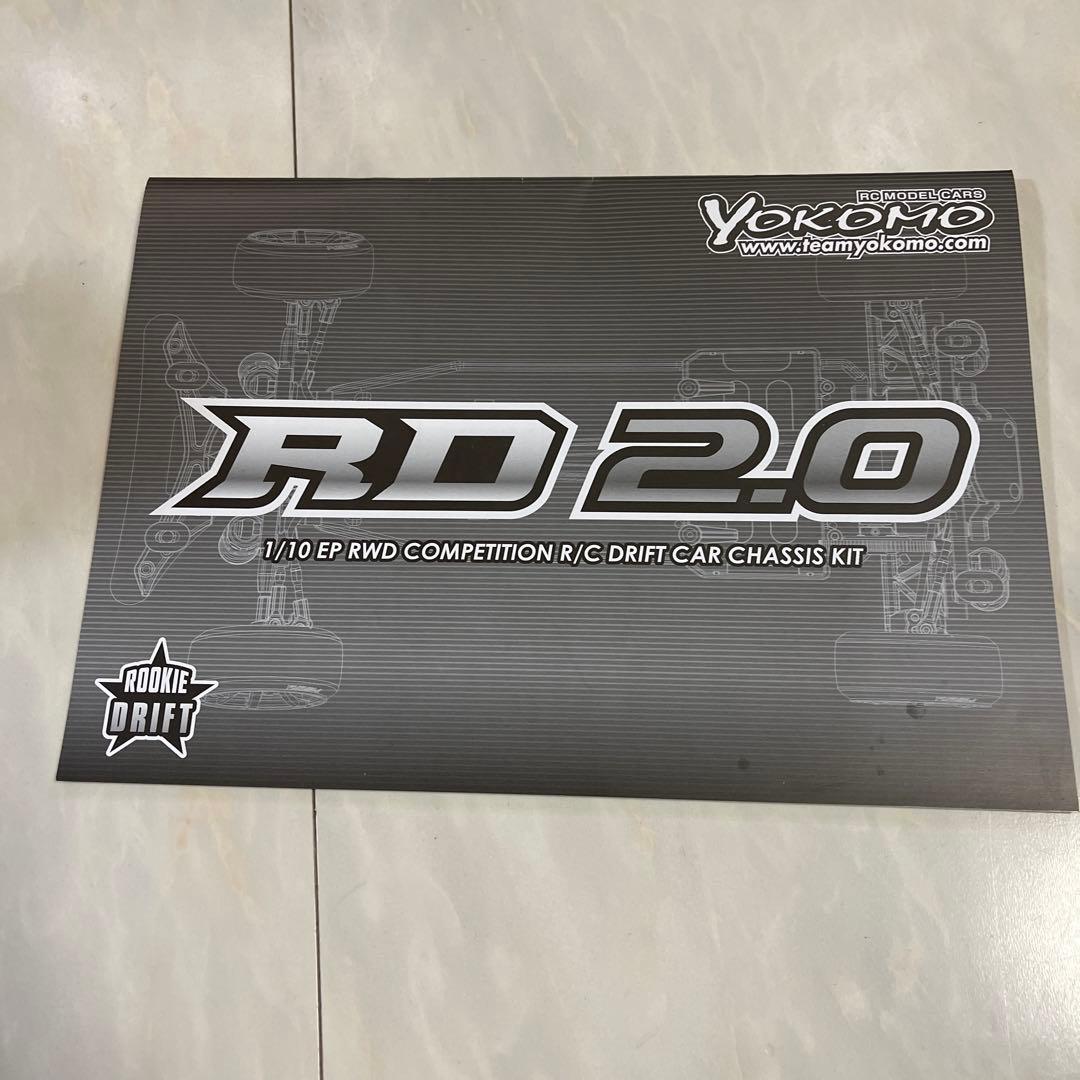 RC MODEL CARS
YOKOMO
www.teamyokomo.com
RD 2.0
1/10 EP RWD COMPETITION R/C DRIFT CAR CHASSIS KIT
ROOKIE
DRIFT